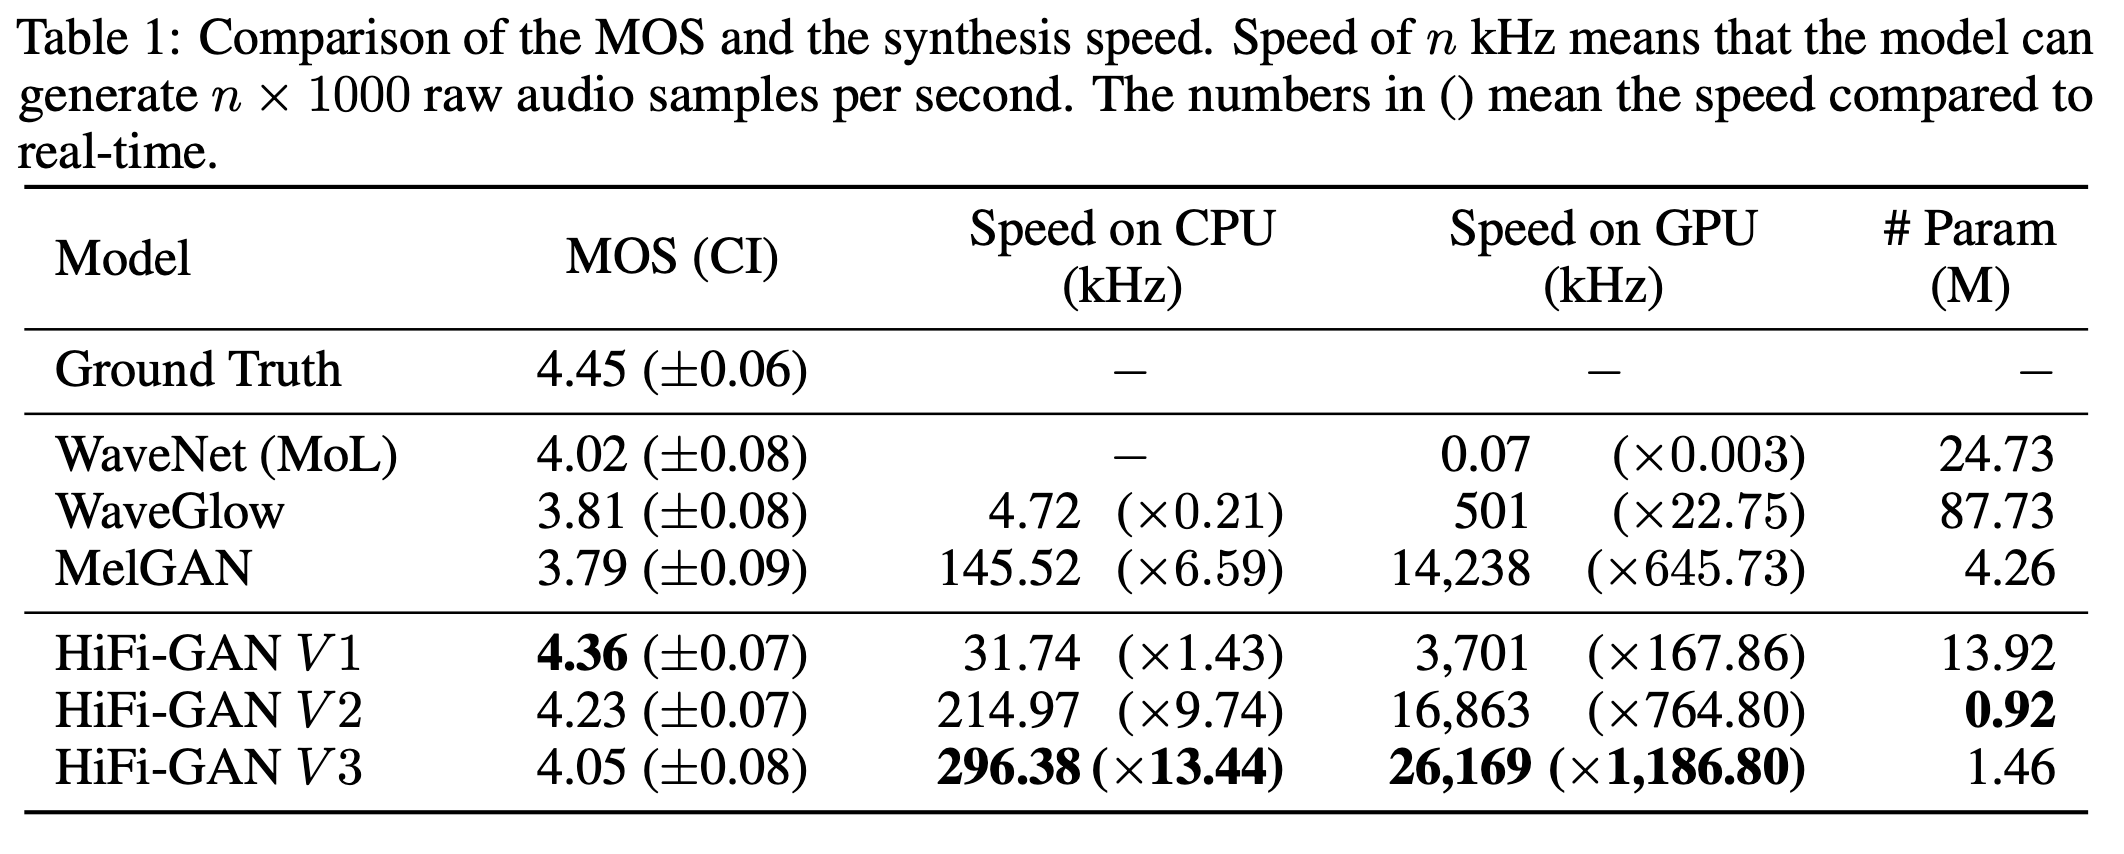 Table 1: Comparison of the MOS and the synthesis speed. Speed of n kHz means that the model can
generate n × 1000 raw audio samples per second. The numbers in () mean the speed compared to
real-time.
Model MOS (CI) Speed on CPU (kHz) Speed on GPU (kHz) # Param (M)
Ground Truth 4.45 (±0.06) – – –
WaveNet (MoL) 4.02 (±0.08) – 0.07 (×0.003) 24.73
WaveGlow 3.81 (±0.08) 4.72 (×0.21) 501 (×22.75) 87.73
MelGAN 3.79 (±0.09) 145.52 (×6.59) 14,238 (×645.73) 4.26
HiFi-GAN V1 4.36 (±0.07) 31.74 (×1.43) 3,701 (×167.86) 13.92
HiFi-GAN V2 4.23 (±0.07) 214.97 (×9.74) 16,863 (×764.80) 0.92
HiFi-GAN V3 4.05 (±0.08) 296.38 (×13.44) 26,169 (×1,186.80) 1.46